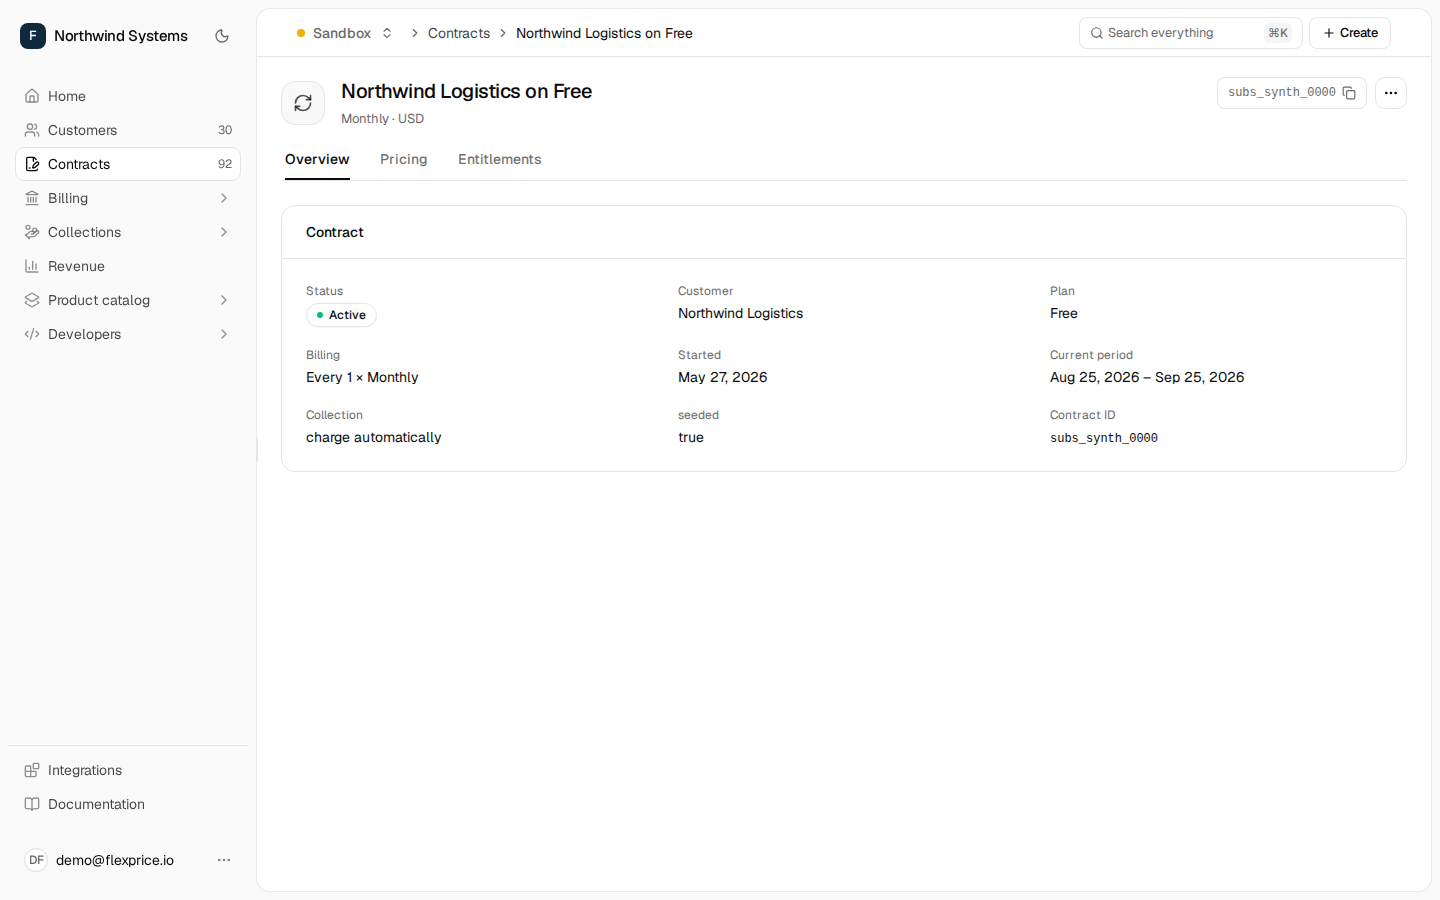 F Northwind Systems
Home
Customers 30
Contracts 92
Billing
Collections
Revenue
Product catalog
Developers
Integrations
Documentation
DF demo@flexprice.io
Sandbox Contracts Northwind Logistics on Free
Search everything ⌘K
+ Create
Northwind Logistics on Free
Monthly · USD
subs_synth_0000
Overview Pricing Entitlements
Contract
Status Customer Plan
Active Northwind Logistics Free
Billing Started Current period
Every 1 × Monthly May 27, 2026 Aug 25, 2026 – Sep 25, 2026
Collection seeded Contract ID
charge automatically true subs_synth_0000